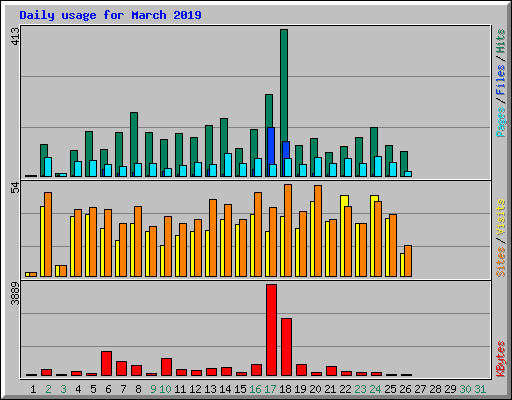 Daily usage for March 2019
413
Pages / Files / Hits
54
Sites / Visits
3889
KBytes
1 2 3 4 5 6 7 8 9 10 11 12 13 14 15 16 17 18 19 20 21 22 23 24 25 26 27 28 29 30 31